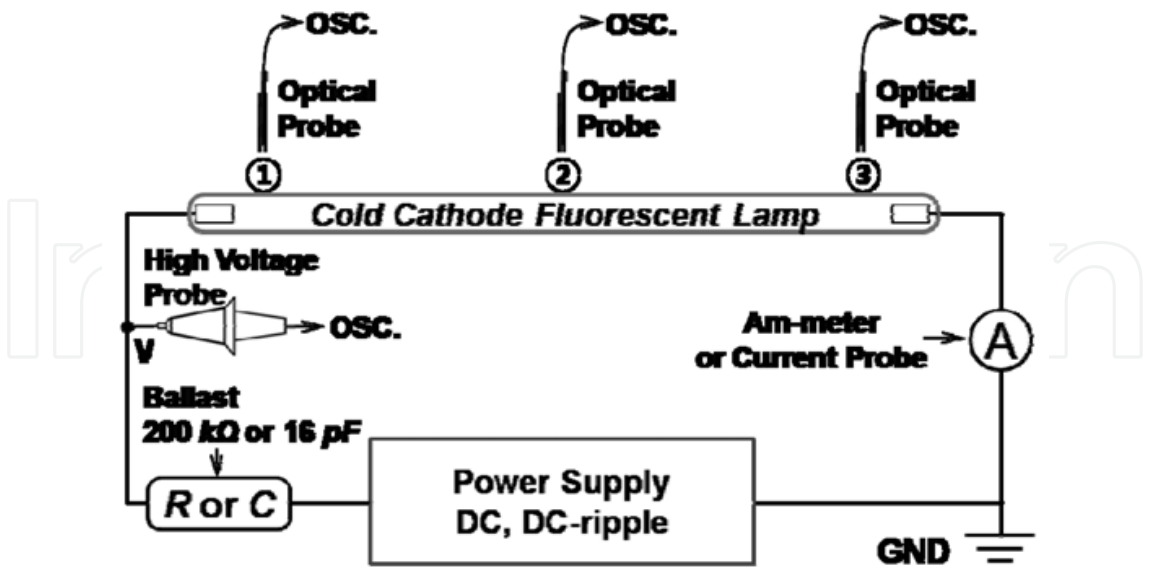 OSC.
OSC.
OSC.
Optical
Probe
Optical
Probe
Optical
Probe
①
②
③
Cold Cathode Fluorescent Lamp
High Voltage
Probe
OSC.
V
Am-meter
or Current Probe
A
Ballast
200 kΩ or 16 pF
R or C
Power Supply
DC, DC-ripple
GND